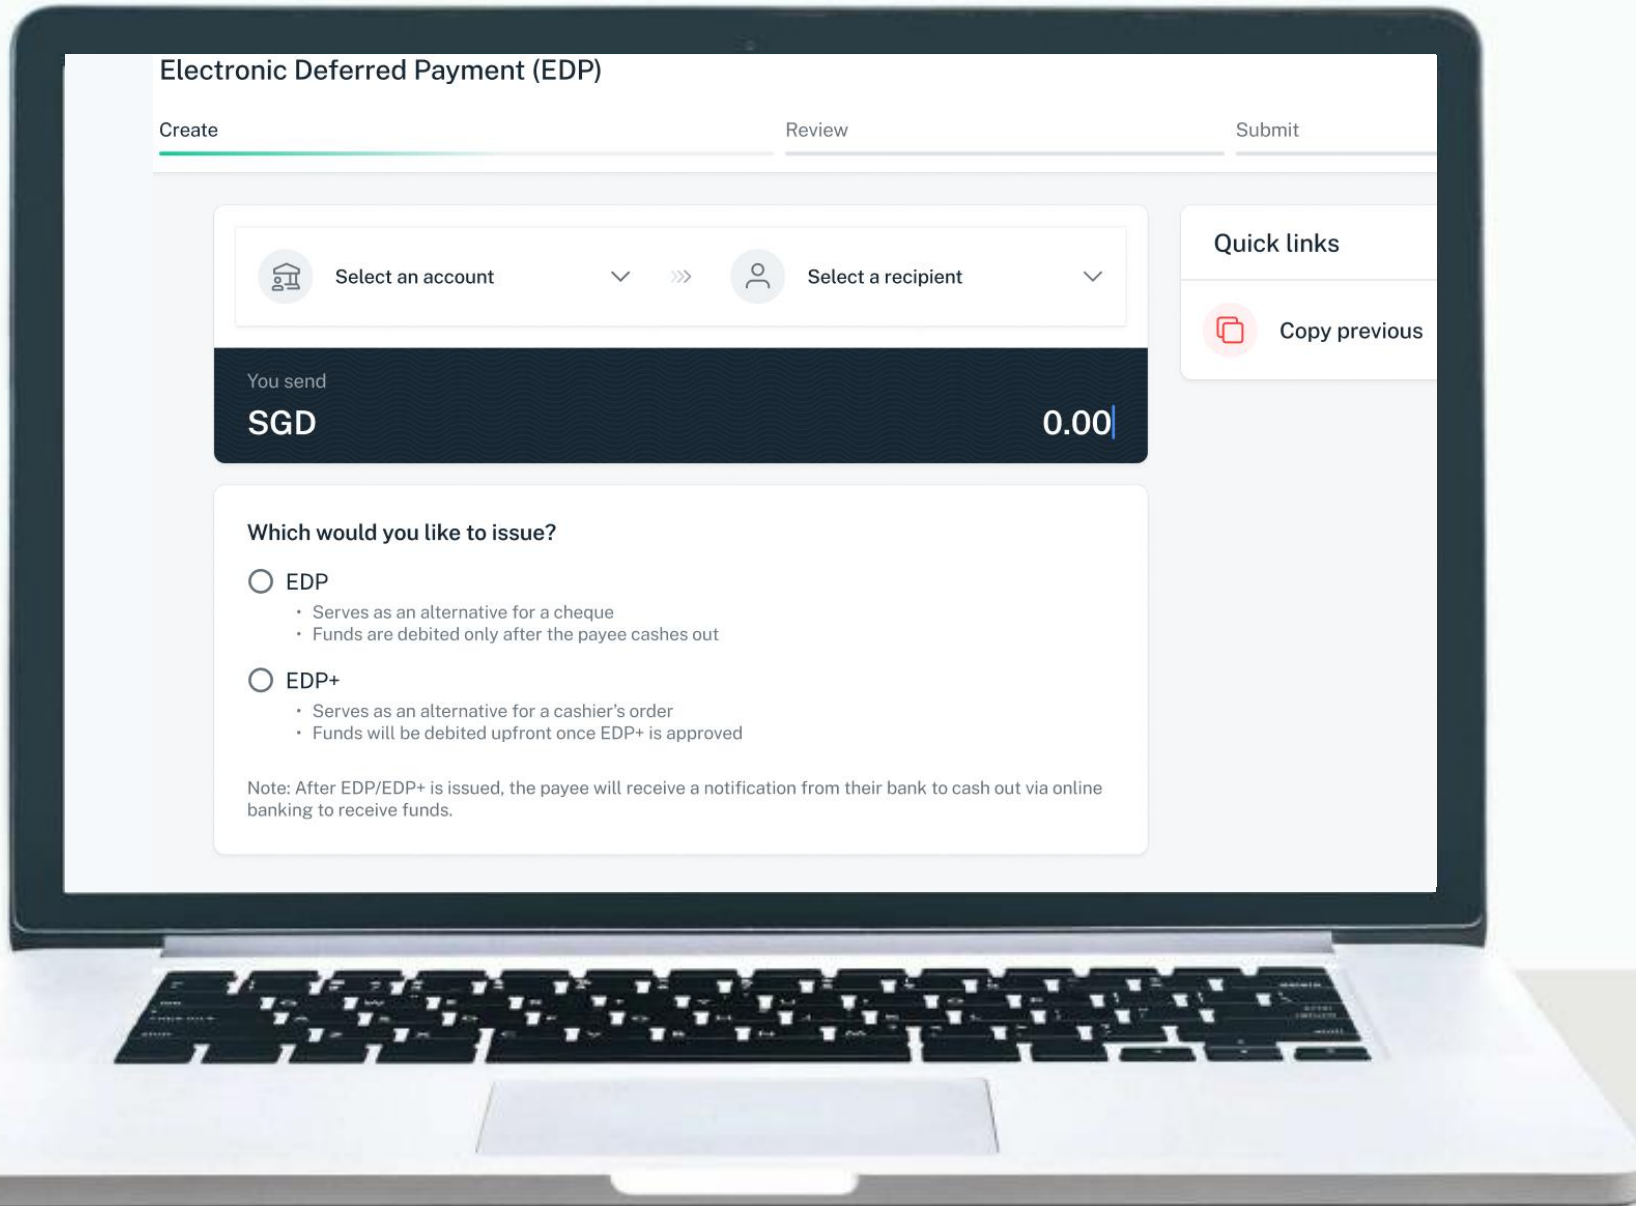 Electronic Deferred Payment (EDP)
Create
Review
Submit
Select an account
Select a recipient
Quick links
Copy previous
You send
SGD
0.00
Which would you like to issue?
EDP
• Serves as an alternative for a cheque
• Funds are debited only after the payee cashes out
EDP+
• Serves as an alternative for a cashier's order
• Funds will be debited upfront once EDP+ is approved
Note: After EDP/EDP+ is issued, the payee will receive a notification from their bank to cash out via online
banking to receive funds.